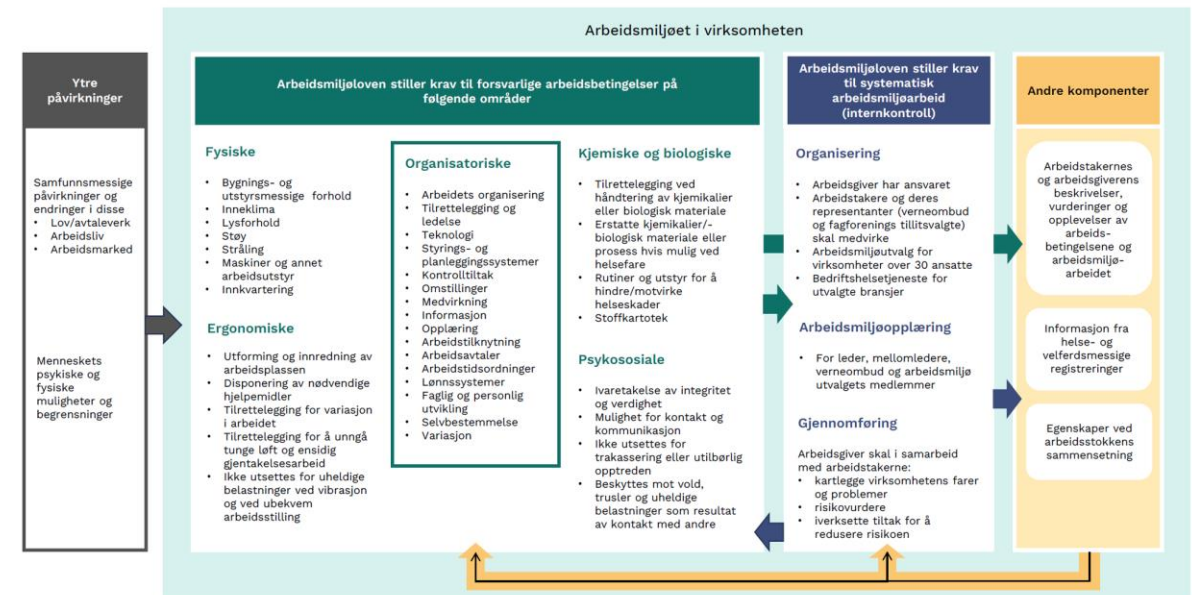 Arbeidsmiljøet i virksomheten
Ytre
påvirkninger
Samfunnsmessige
påvirkninger og
endringer i disse
• Lov/avtaleverk
• Arbeidsliv
• Arbeidsmarked
Menneskets
psykiske og
fysiske
muligheter og
begrensninger
Arbeidsmiljøloven stiller krav til forsvarlige arbeidsbetingelser på
følgende områder
Fysiske
• Bygnings- og
utstyrsmessige forhold
• Inneklima
• Lysforhold
• Støy
• Stråling
• Maskiner og annet
arbeidsutstyr
• Innkvartering
Ergonomiske
• Utforming og innredning av
arbeidsplassen
• Disponering av nødvendige
hjelpemidler
• Tilrettelegging for variasjon
i arbeidet
• Tilrettelegging for å unngå
tunge løft og ensidig
gjentakelsesarbeid
• Ikke utsettes for uheldige
belastninger ved vibrasjon
og ved ubekvem
arbeidsstilling
Organisatoriske
• Arbeidets organisering
• Tilrettelegging og
ledelse
• Teknologi
• Styrings- og
planleggingssystemer
• Kontrolltiltak
• Omstillinger
• Medvirkning
• Informasjon
• Opplæring
• Arbeidstilknytning
• Arbeidsavtaler
• Arbeidstidsordninger
• Lønnssystemer
• Faglig og personlig
utvikling
• Selvbestemmelse
• Variasjon
Kjemiske og biologiske
• Tilrettelegging ved
håndtering av kjemikalier
eller biologisk materiale
• Erstatte kjemikalier/-
biologisk materiale eller
prosess hvis mulig ved
helsefare
• Rutiner og utstyr for å
hindre/motvirke
helseskader
• Stoffkartotek
Psykososiale
• Ivaretakelse av integritet
og verdighet
• Mulighet for kontakt og
kommunikasjon
• Ikke utsettes for
trakassering eller utilbørlig
opptreden
• Beskyttes mot vold,
trusler og uheldige
belastninger som resultat
av kontakt med andre
Arbeidsmiljøloven stiller krav
til systematisk
arbeidsmiljøarbeid
(internkontroll)
Organisering
• Arbeidsgiver har ansvaret
• Arbeidstakere og deres
representanter (verneombud
og fagforenings tillitsvalgte)
skal medvirke
• Arbeidsmiljøutvalg for
virksomheter over 30 ansatte
• Bedriftshelsetjeneste for
utvalgte bransjer
Arbeidsmiljøopplæring
• For leder, mellomledere,
verneombud og arbeidsmiljø
utvalgets medlemmer
Gjennomføring
Arbeidsgiver skal i samarbeid
med arbeidstakerne:
• kartlegge virksomhetens farer
og problemer
• risikovurdere
• iverksette tiltak for å
redusere risikoen
Andre komponenter
Arbeidstakernes
og arbeidsgiverens
beskrivelser,
vurderinger og
opplevelser av
arbeids-
betingelsene og
arbeidsmiljø-
arbeidet
Informasjon fra
helse- og
velferdsmessige
registreringer
Egenskaper ved
arbeidsstokkens
sammensetning